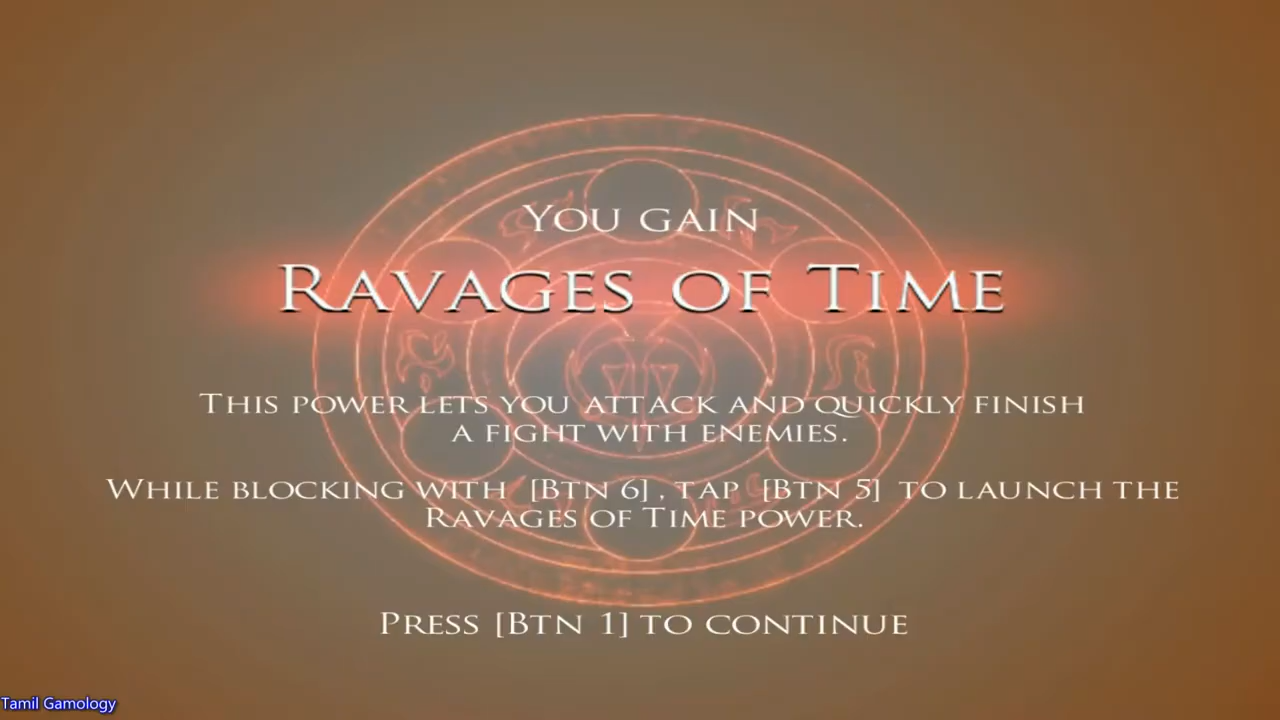 You gain
Ravages of Time
This power lets you attack and quickly finish
a fight with enemies.
While blocking with [Btn 6] , tap [Btn 5] to launch the
Ravages of Time power.
Press [Btn 1] to continue
Tamil Gamology